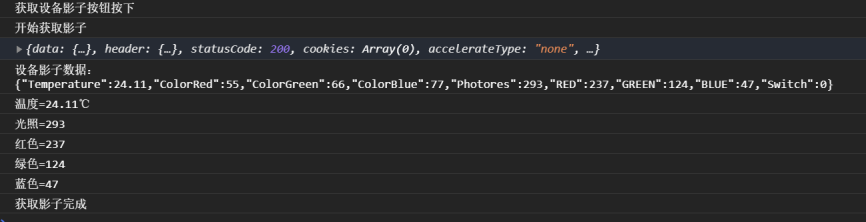 获取设备影子按钮按下
开始获取影子
▶{data: {…}, header: {…}, statusCode: 200, cookies: Array(0), accelerateType: "none", …}
设备影子数据:
{"Temperature":24.11,"ColorRed":55,"ColorGreen":66,"ColorBlue":77,"Photores":293,"RED":237,"GREEN":124,"BLUE":47,"Switch":0}
温度=24.11℃
光照=293
红色=237
绿色=124
蓝色=47
获取影子完成